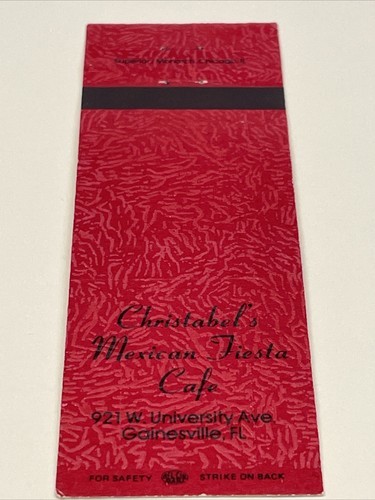 Christabel's
Mexican Fiesta
Cafe
921 W. University Ave.
Gainesville, FL
FOR SAFETY STRIKE ON BACK